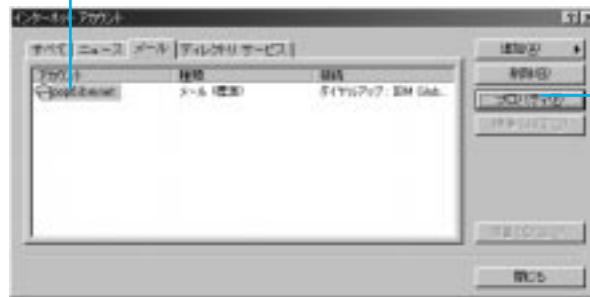 インターネット アカウント
すべて ニュース メール ディレクトリ サービス
追加(A)
アカウント 種類 接続
削除(R)
メール (既定) ダイヤルアップ : IBM Glob...
プロパティ(P)
閉じる